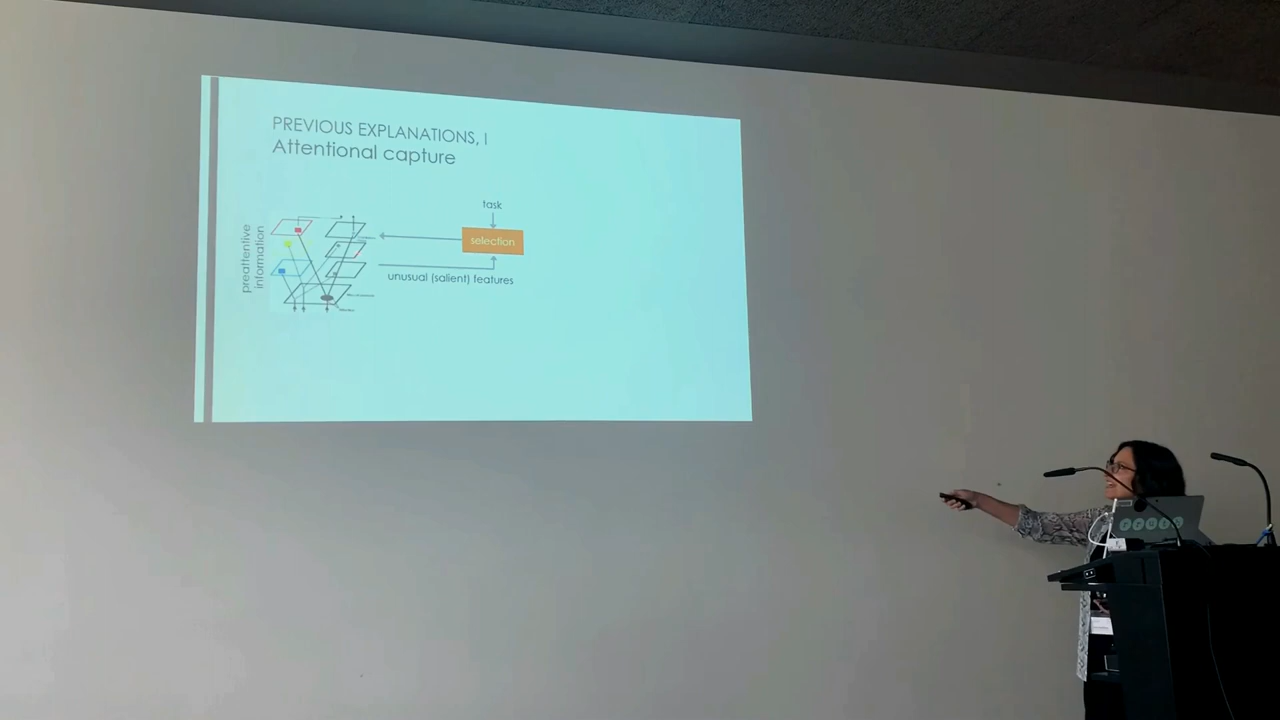 PREVIOUS EXPLANATIONS, I
Attentional capture
task
selection
unusual (salient) features
preattentive
information